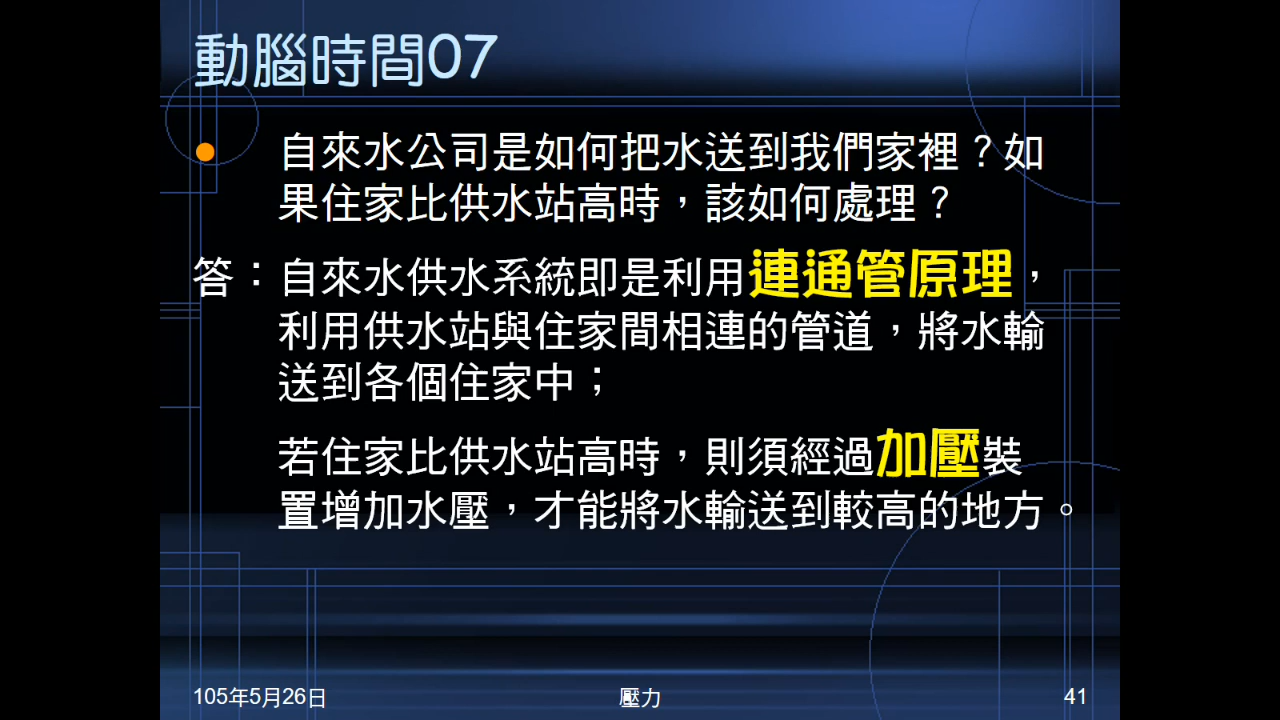 動腦時間07
自來水公司是如何把水送到我們家裡？如
果住家比供水站高時，該如何處理？
答：自來水供水系統即是利用連通管原理，
利用供水站與住家間相連的管道，將水輸
送到各個住家中；
若住家比供水站高時，則須經過加壓裝
置增加水壓，才能將水輸送到較高的地方。
105年5月26日
壓力
41